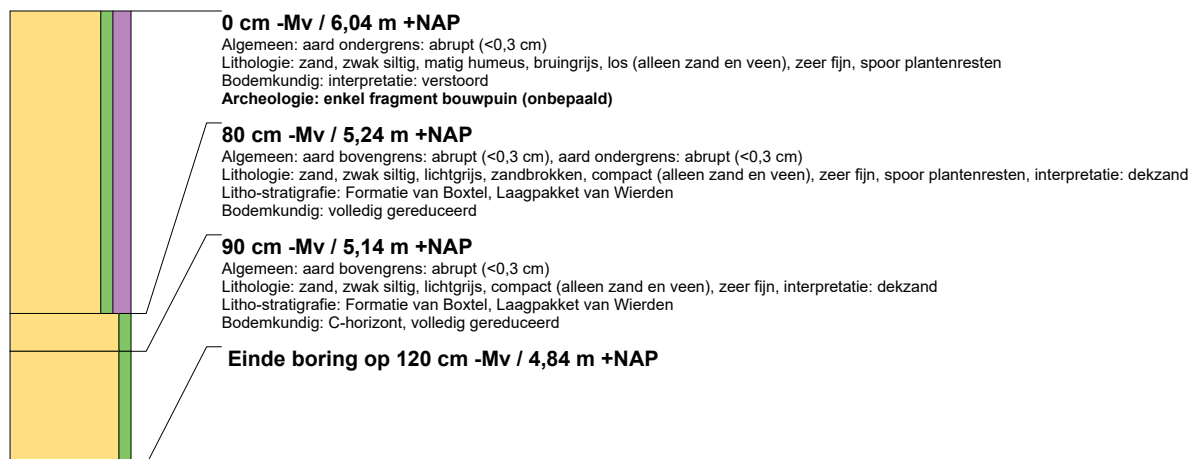 0 cm -Mv / 6,04 m +NAP
Algemeen: aard ondergrens: abrupt (<0,3 cm)
Lithologie: zand, zwak siltig, matig humeus, bruingrijs, los (alleen zand en veen), zeer fijn, spoor plantenresten
Bodemkundig: interpretatie: verstoord
Archeologie: enkel fragment bouwpuin (onbepaald)
80 cm -Mv / 5,24 m +NAP
Algemeen: aard bovengrens: abrupt (<0,3 cm), aard ondergrens: abrupt (<0,3 cm)
Lithologie: zand, zwak siltig, lichtgrijs, zandbrokken, compact (alleen zand en veen), zeer fijn, spoor plantenresten, interpretatie: dekzand
Litho-stratigrafie: Formatie van Boxtel, Laagpakket van Wierden
Bodemkundig: volledig gereduceerd
90 cm -Mv / 5,14 m +NAP
Algemeen: aard bovengrens: abrupt (<0,3 cm)
Lithologie: zand, zwak siltig, lichtgrijs, compact (alleen zand en veen), zeer fijn, interpretatie: dekzand
Litho-stratigrafie: Formatie van Boxtel, Laagpakket van Wierden
Bodemkundig: C-horizont, volledig gereduceerd
Einde boring op 120 cm -Mv / 4,84 m +NAP